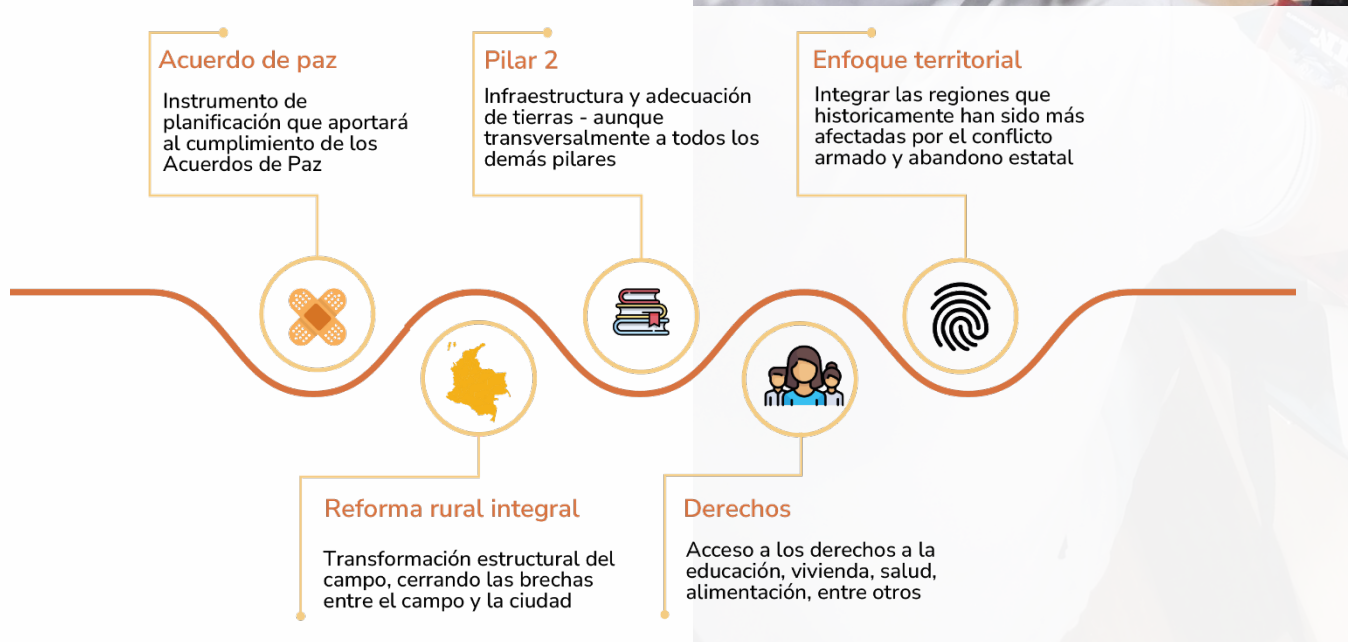 Acuerdo de paz
Instrumento de
planificación que aportará
al cumplimiento de los
Acuerdos de Paz
Reforma rural integral
Transformación estructural del
campo, cerrando las brechas
entre el campo y la ciudad
Pilar 2
Infraestructura y adecuación
de tierras - aunque
transversalmente a todos los
demás pilares
Derechos
Acceso a los derechos a la
educación, vivienda, salud,
alimentación, entre otros
Enfoque territorial
Integrar las regiones que
historicamente han sido más
afectadas por el conflicto
armado y abandono estatal